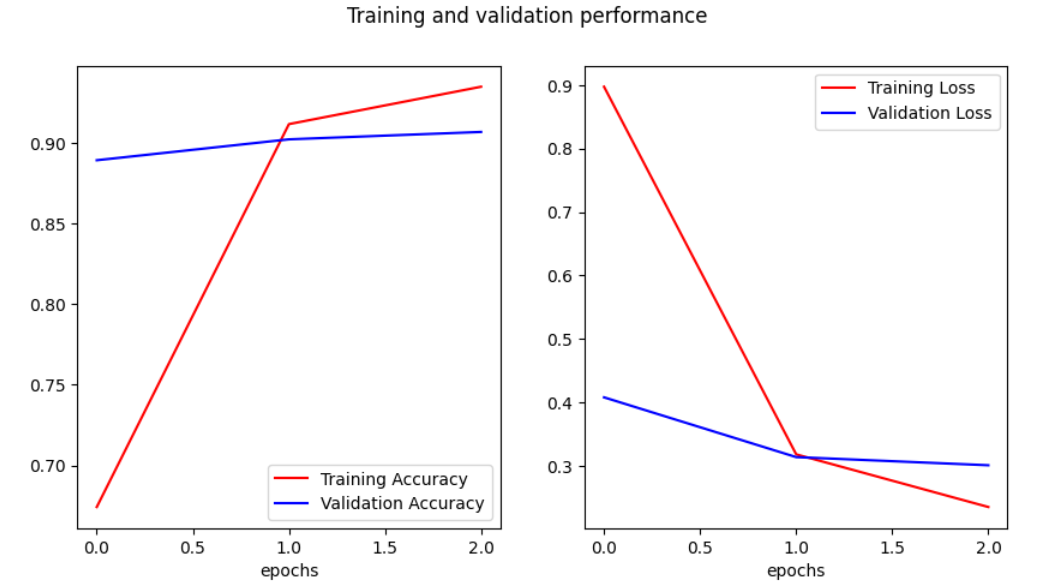 Training and validation performance
0.90
0.85
0.80
0.75
0.70
Training Accuracy
Validation Accuracy
0.0 0.5 1.0 1.5 2.0
epochs
0.9
0.8
0.7
0.6
0.5
0.4
0.3
Training Loss
Validation Loss
0.0 0.5 1.0 1.5 2.0
epochs